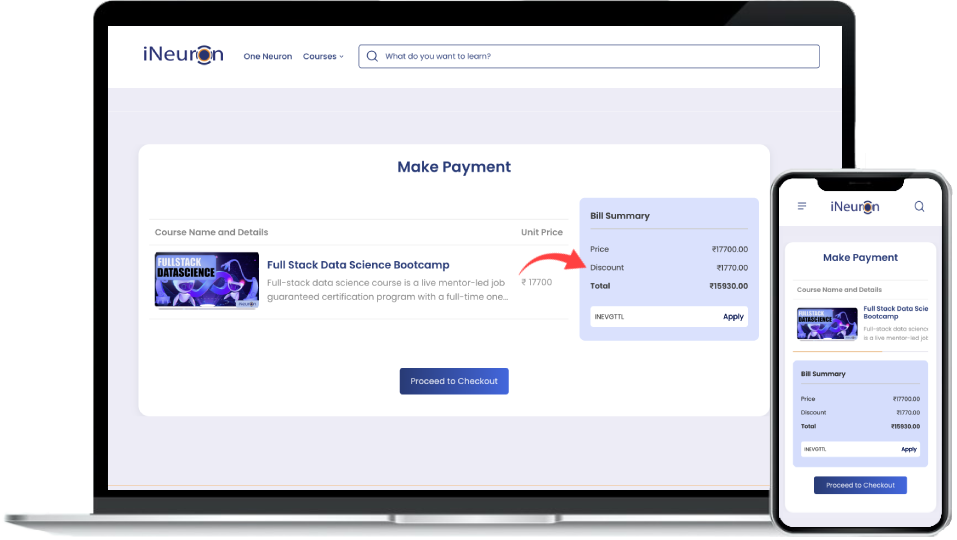 iNeuron
One Neuron
Courses
What do you want to learn?
Make Payment
Course Name and Details
Unit Price
FULLSTACK
DATASCIENCE
iNeuron
Full Stack Data Science Bootcamp
Full-stack data science course is a live mentor-led job
guaranteed certification program with a full-time one...
₹ 17700
Bill Summary
Price ₹17700.00
Discount ₹1770.00
Total ₹15930.00
INEVGTTL Apply
Proceed to Checkout
iNeuron
Make Payment
Course Name and Details
FULLSTACK
DATASCIENCE
Full Stack Data Scie
Bootcamp
Full-stack data scienc
is a live mentor-led jol
Bill Summary
Price ₹17700.00
Discount ₹1770.00
Total ₹15930.00
INEVGTTL Apply
Proceed to Checkout